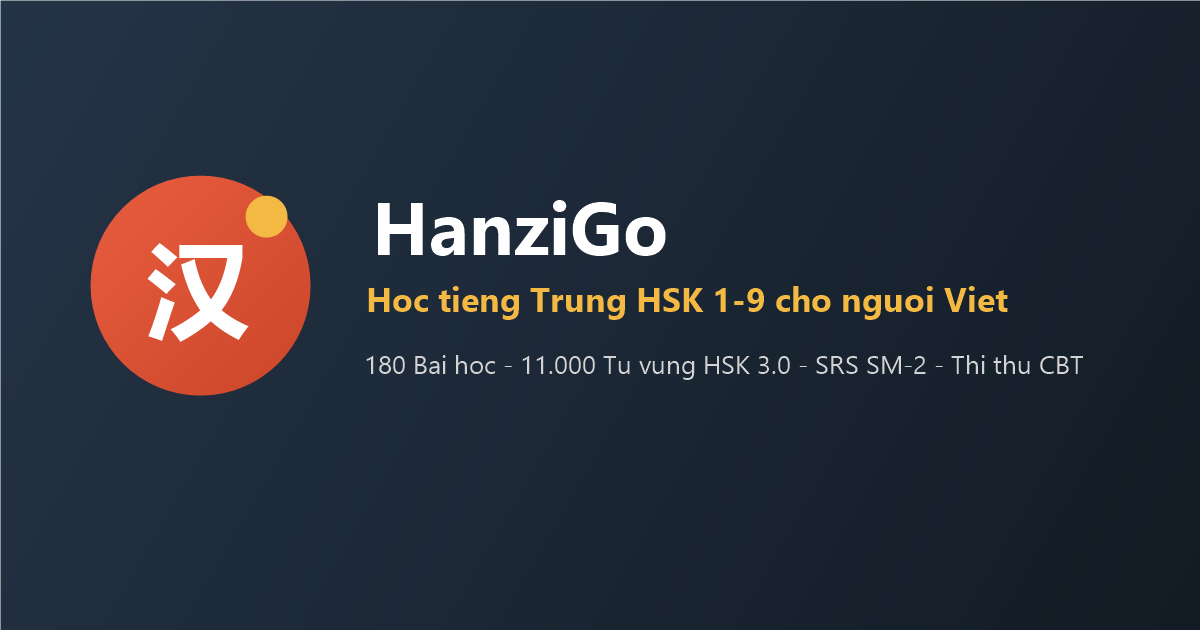 汉
HanziGo
Hoc tieng Trung HSK 1-9 cho nguoi Viet
180 Bai hoc - 11.000 Tu vung HSK 3.0 - SRS SM-2 - Thi thu CBT